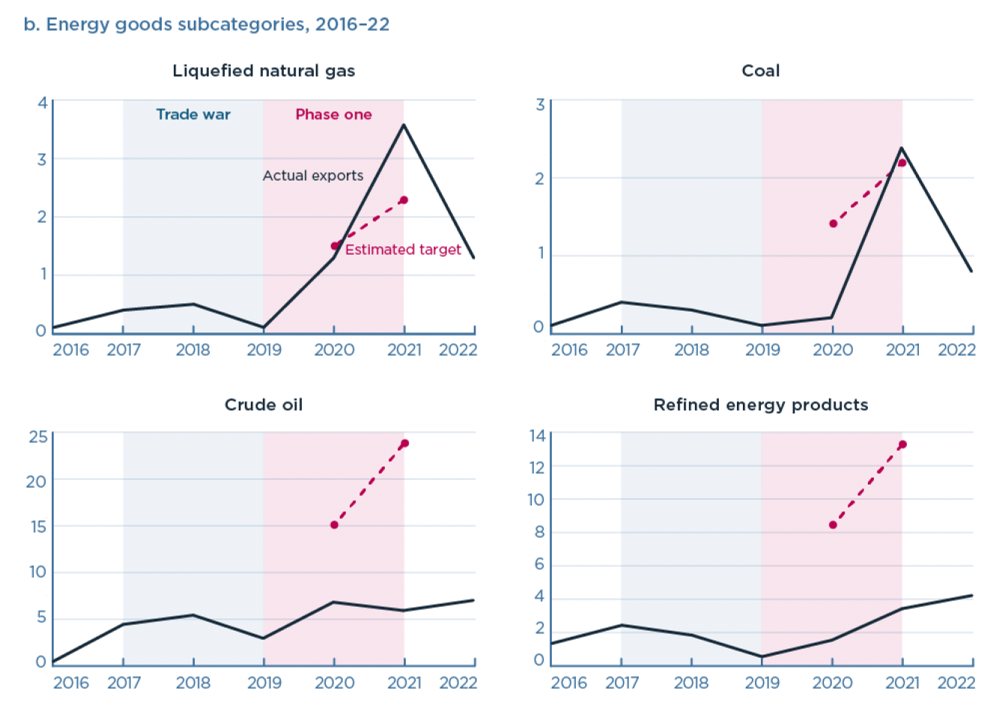 b. Energy goods subcategories, 2016–22
Liquefied natural gas
4
3
2
1
0
Trade war
Phase one
Actual exports
Estimated target
2016 2017 2018 2019 2020 2021 2022
Coal
3
2
1
0
2016 2017 2018 2019 2020 2021 2022
Crude oil
25
20
15
10
5
0
2016 2017 2018 2019 2020 2021 2022
Refined energy products
14
12
10
8
6
4
2
0
2016 2017 2018 2019 2020 2021 2022